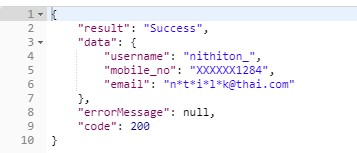 1 {
2 "result": "Success",
3 "data": {
4 "username": "nithiton_",
5 "mobile_no": "XXXXXX1284",
6 "email": "n*t*i*l*k@thai.com"
7 },
8 "errorMessage": null,
9 "code": 200
10 }